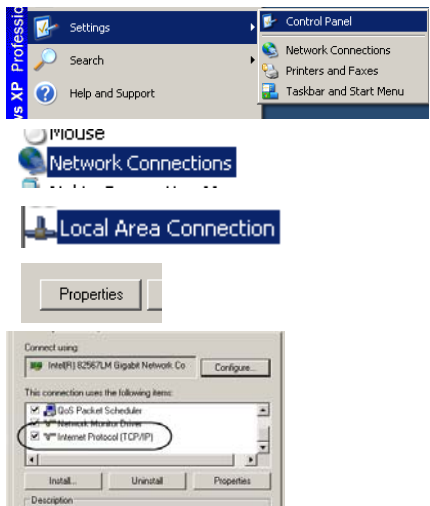 ws XP Professio
Settings
Control Panel
Search
Network Connections
Printers and Faxes
Help and Support
Taskbar and Start Menu
Mouse
Network Connections
Local Area Connection
Properties
Connect using:
Intel(R) 82567LM Gigabit Network Co
Configure...
This connection uses the following items:
QoS Packet Scheduler
Network Monitor Driver
Internet Protocol (TCP/IP)
Install...
Uninstall
Properties
Description